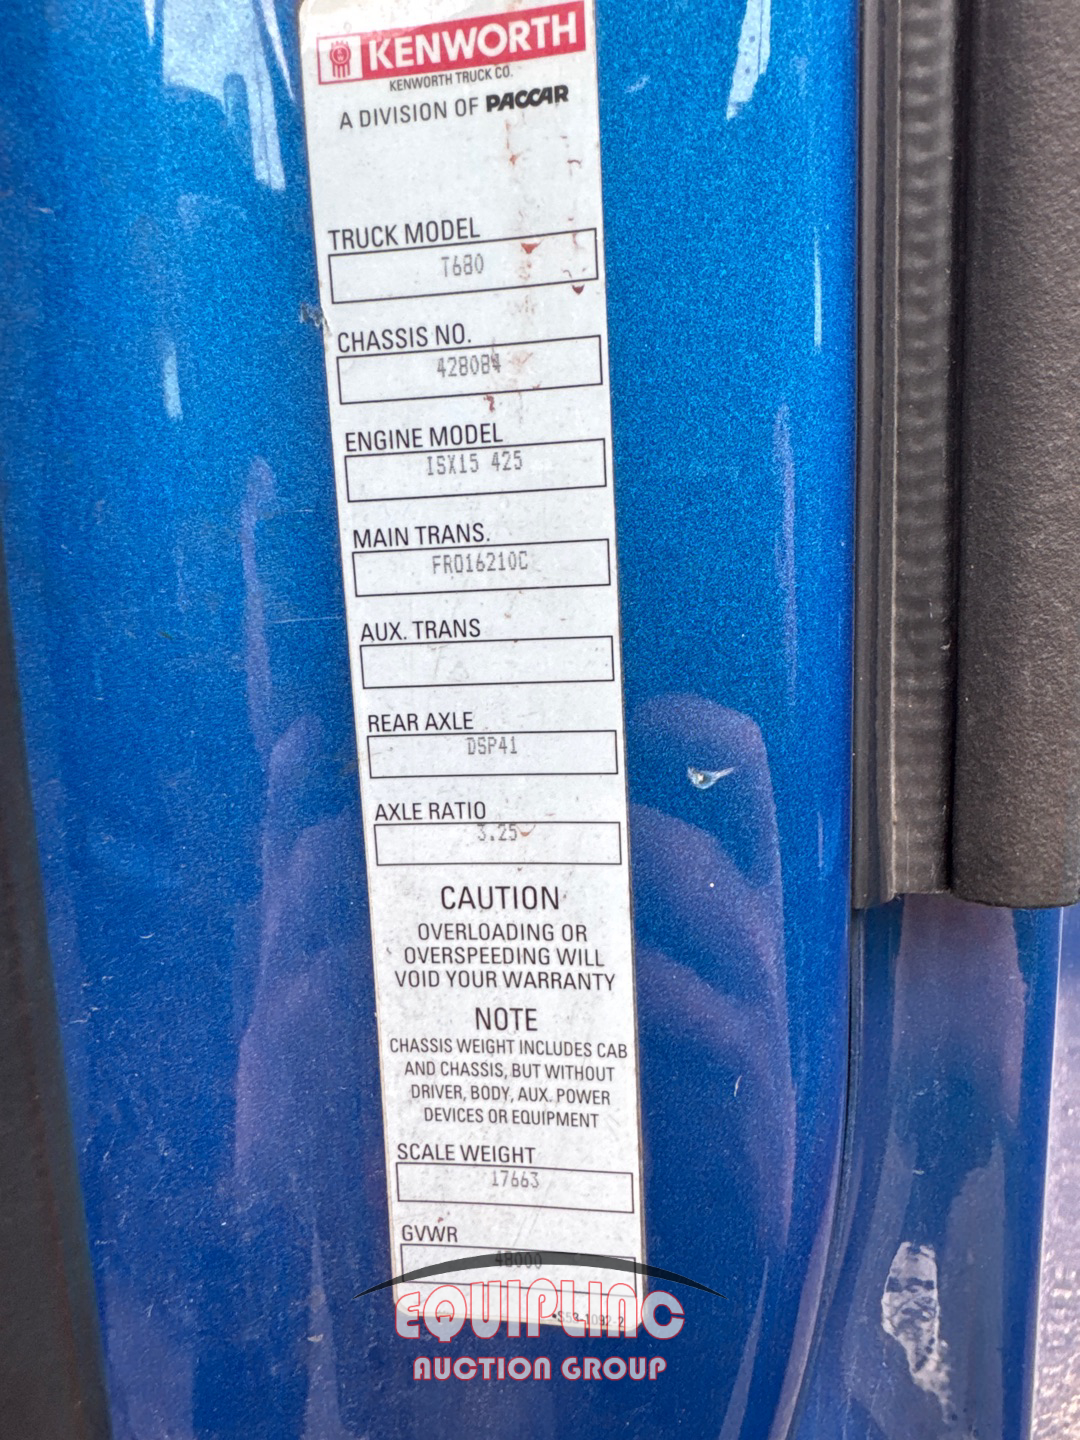 KENWORTH
KENWORTH TRUCK CO.
A DIVISION OF PACCAR
TRUCK MODEL
T680
CHASSIS NO.
428084
ENGINE MODEL
ISX15 425
MAIN TRANS.
FRO16210C
AUX. TRANS
REAR AXLE
DSP41
AXLE RATIO
3.25
CAUTION
OVERLOADING OR
OVERSPEEDING WILL
VOID YOUR WARRANTY
NOTE
CHASSIS WEIGHT INCLUDES CAB
AND CHASSIS, BUT WITHOUT
DRIVER, BODY, AUX. POWER
DEVICES OR EQUIPMENT
SCALE WEIGHT
17663
GVWR
48000
S53-1092-2
EQUIPLINC
AUCTION GROUP